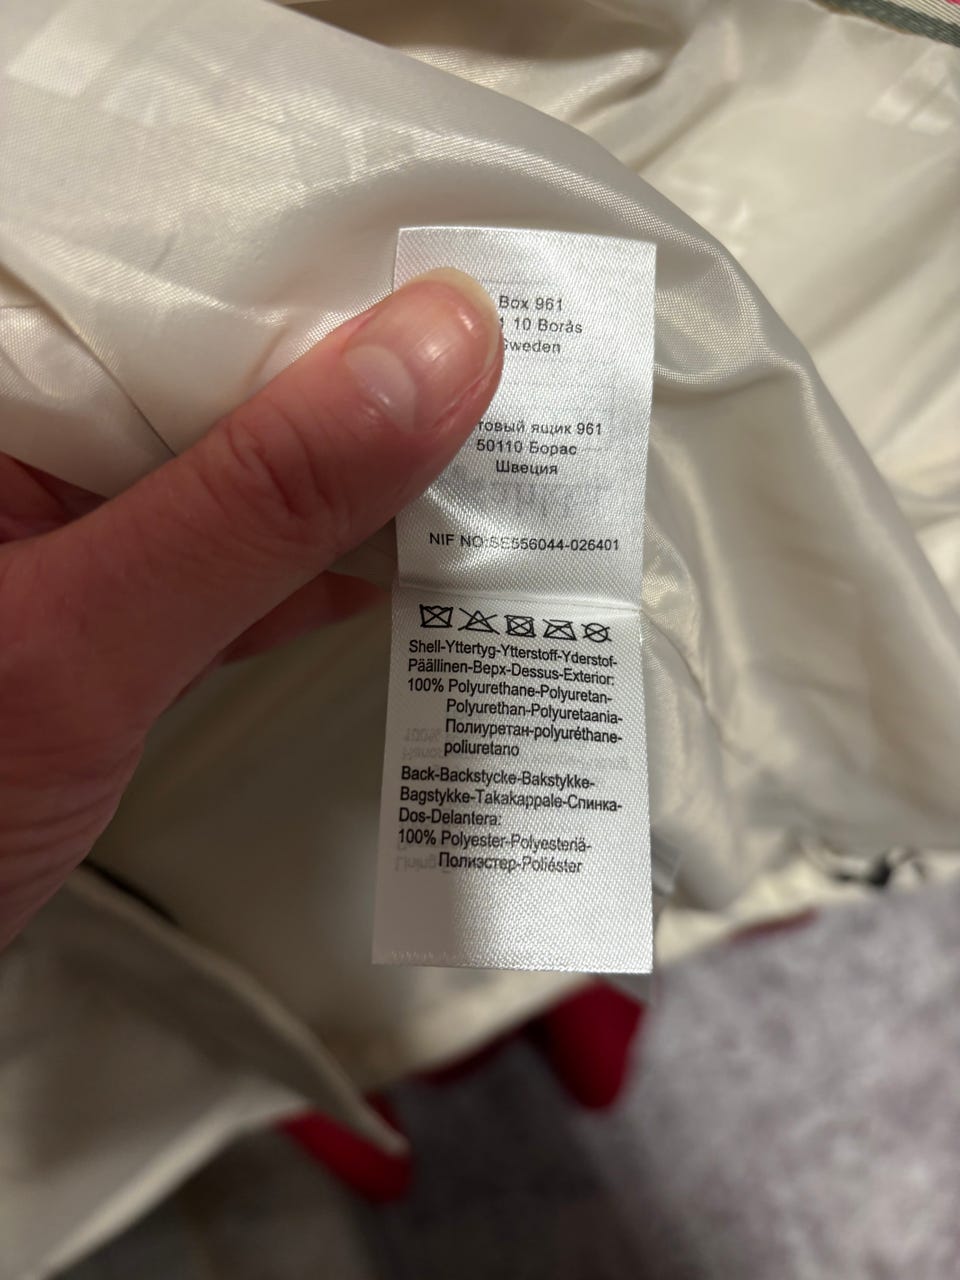 Box 961
10 Borås
Sweden
ящик 961
50110 Борас
Швеция
NIF NO:SE556044-026401
Shell-Yttertyg-Ytterstoff-Yderstof-
Päällinen-Верх-Dessus-Exterior:
100% Polyurethane-Polyuretan-
Polyurethan-Polyuretaania-
Полиуретан-polyuréthane-
poliuretano
Back-Backstycke-Bakstykke-
Bagstykke-Takakappale-Спинка-
Dos-Delantera:
100% Polyester-Polyesteriä-
Полиэстер-Poliéster